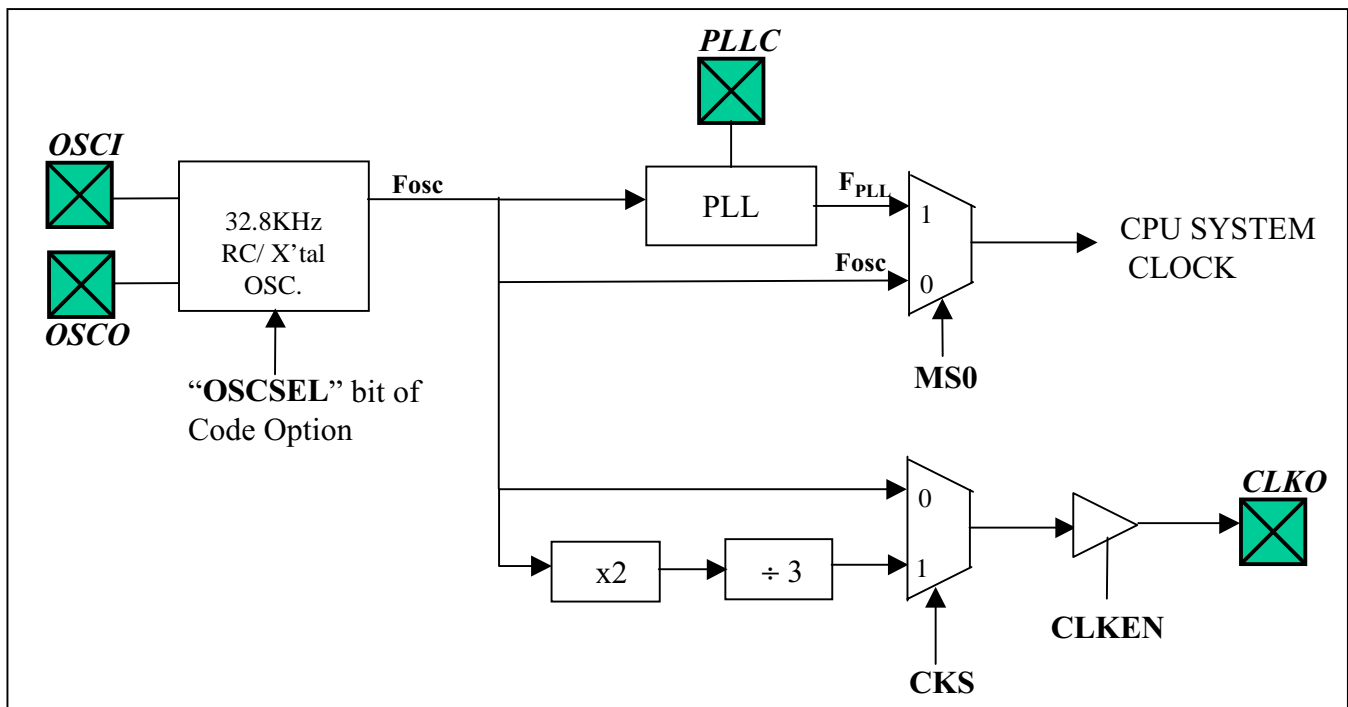 PLLC
OSCI
Fosc
F_PLL
32.8KHz
RC/ X’tal
OSC.
PLL
1
CPU SYSTEM
CLOCK
Fosc
0
OSCO
MS0
“OSCSEL” bit of
Code Option
0
CLKO
x2
÷ 3
1
CLKEN
CKS